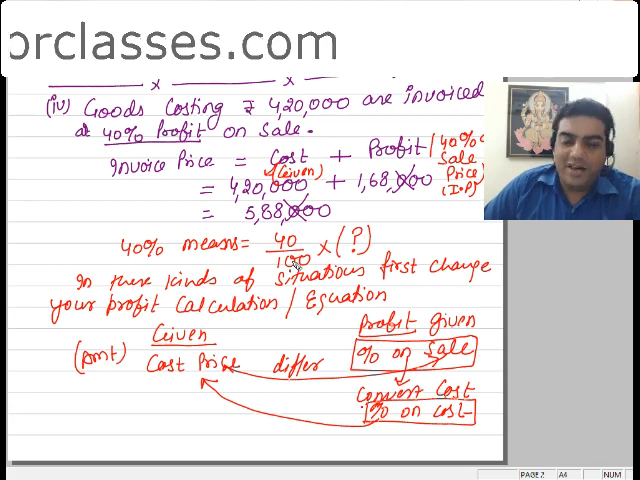 orclasses.com
x x
(iv) Goods Costing ₹ 4,20,000 are invoiced
at 40% Profit on Sale.
Invoice Price = Cost + Profit / 40% o
Sale
Price
(I.P)
(Given)
= 4,20,000 + 1,68,000
= 5,88,000
40% means = 40/100 x (?)
In these kinds of situations first change
your profit Calculation / Equation
Given
Profit given
(Amt) Cost Price differ % on Sale
Convert Cost
% on cost
PAGE2 A4 NUM